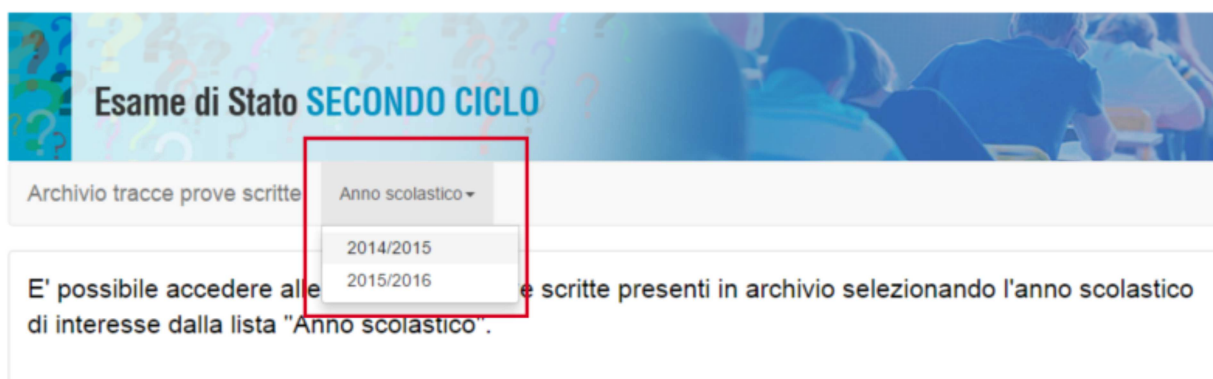 Esame di Stato SECONDO CICLO
Archivio tracce prove scritte
Anno scolastico
2014/2015
2015/2016
E' possibile accedere alle e scritte presenti in archivio selezionando l'anno scolastico
di interesse dalla lista "Anno scolastico".